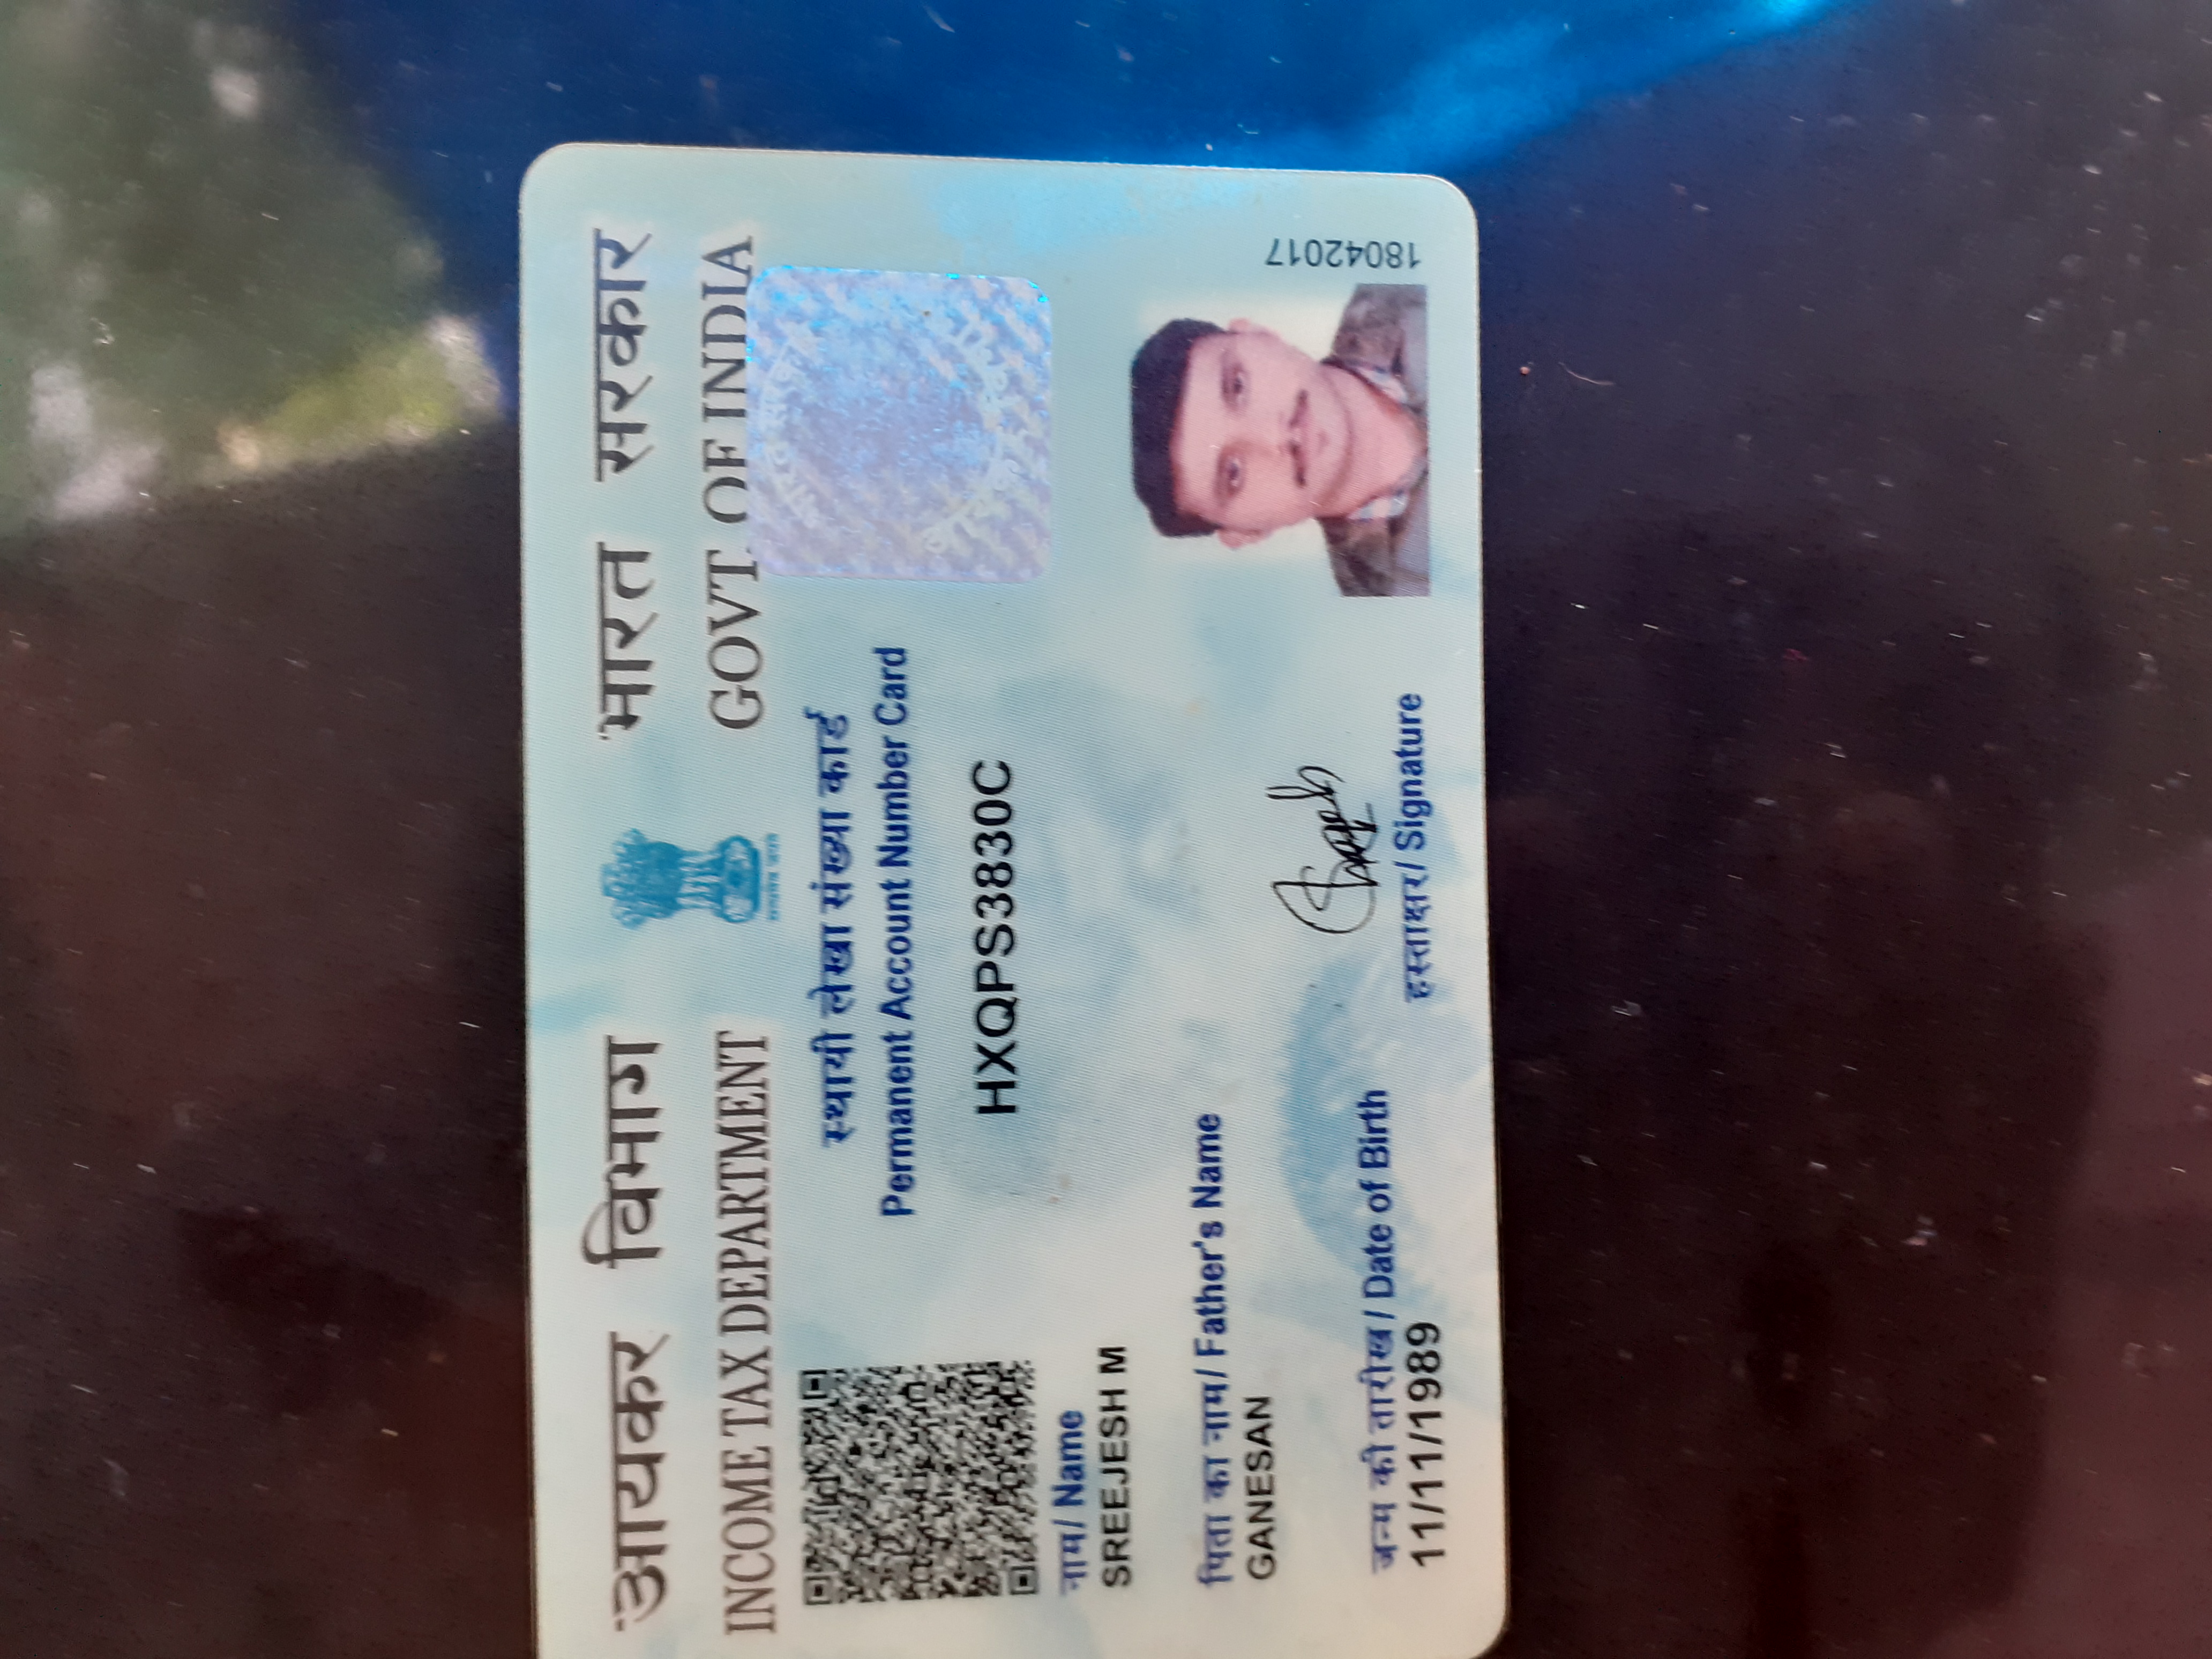 आयकर विभाग
INCOME TAX DEPARTMENT
भारत सरकार
GOVT. OF INDIA
स्थायी लेखा संख्या कार्ड
Permanent Account Number Card
HXQPS3830C
नाम/ Name
SREEJESH M
पिता का नाम/ Father's Name
GANESAN
जन्म की तारीख / Date of Birth
11/11/1989
हस्ताक्षर/ Signature
18042017